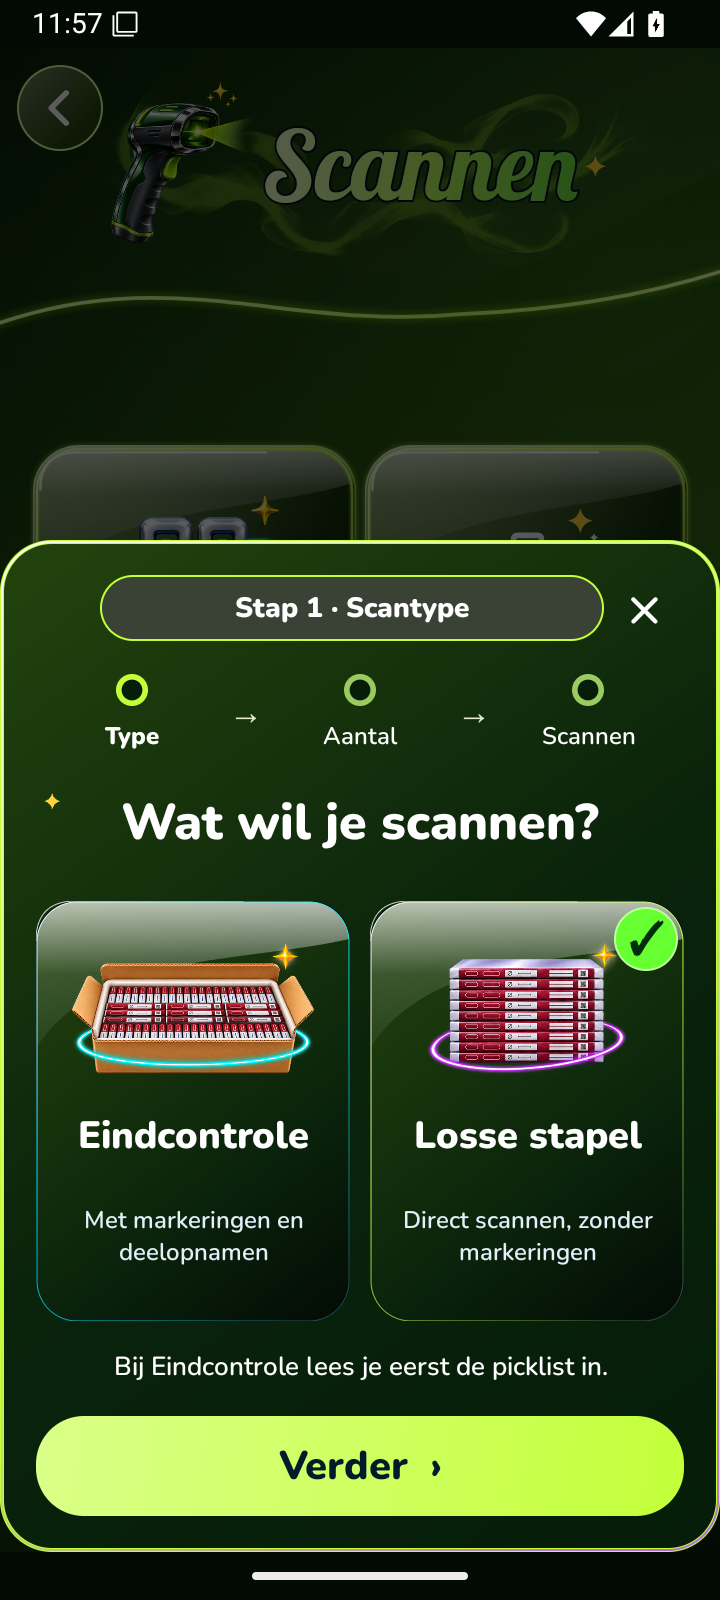 11:57
Scannen
Stap 1 · Scantype
Type → Aantal → Scannen
Wat wil je scannen?
Eindcontrole
Met markeringen en
deelopnamen
Losse stapel
Direct scannen, zonder
markeringen
Bij Eindcontrole lees je eerst de picklist in.
Verder ›